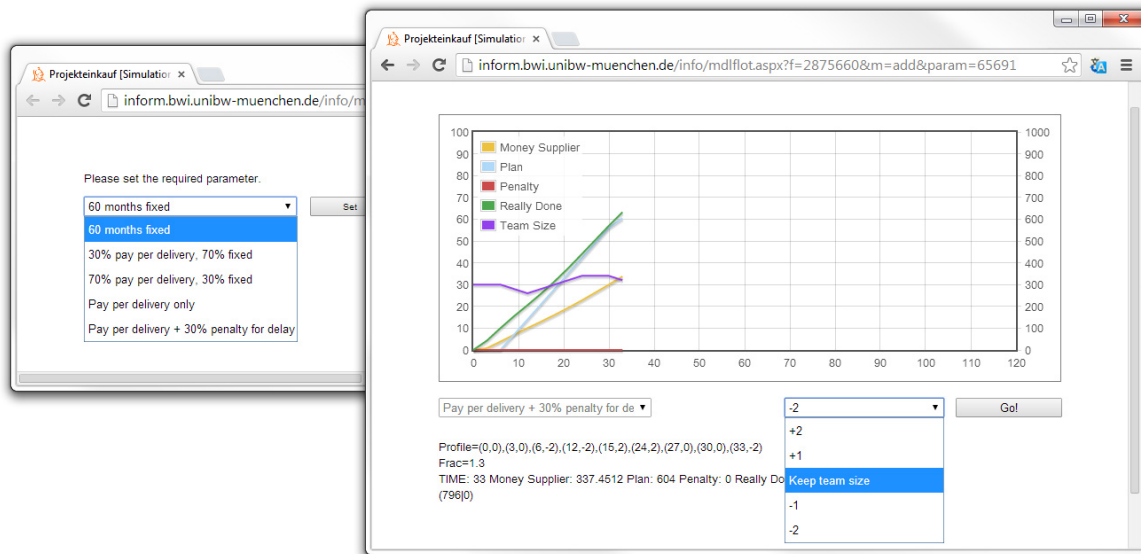 Projekteinkauf [Simulation
inform.bwi.unibw-muenchen.de/info/m
Please set the required parameter.
60 months fixed
Set
60 months fixed
30% pay per delivery, 70% fixed
70% pay per delivery, 30% fixed
Pay per delivery only
Pay per delivery + 30% penalty for delay
Projekteinkauf [Simulation
inform.bwi.unibw-muenchen.de/info/mdlflot.aspx?f=2875660&m=add&param=65691
100
90
80
70
60
50
40
30
20
10
0
Money Supplier
Plan
Penalty
Really Done
Team Size
1000
900
800
700
600
500
400
300
200
100
0
0 10 20 30 40 50 60 70 80 90 100 110 120
Pay per delivery + 30% penalty for de
-2
Go!
+2
+1
Keep team size
-1
-2
Profile=(0,0),(3,0),(6,-2),(12,-2),(15,2),(24,2),(27,0),(30,0),(33,-2)
Frac=1.3
TIME: 33 Money Supplier: 337.4512 Plan: 604 Penalty: 0 Really Do
(796|0)